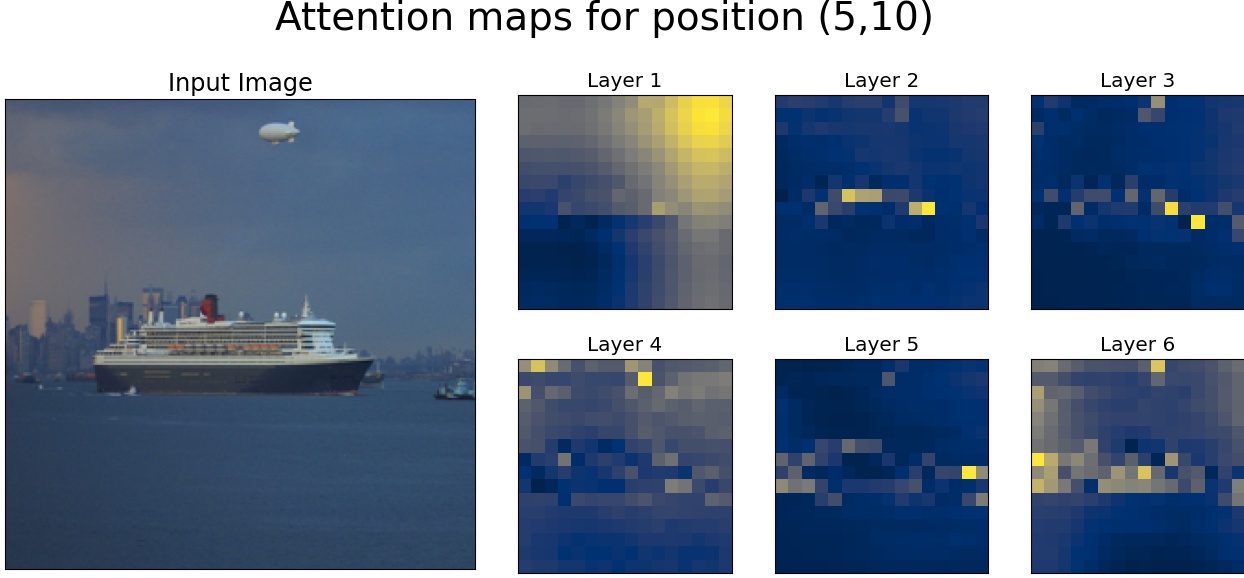 Attention maps for position (5,10)
Input Image
Layer 1
Layer 2
Layer 3
Layer 4
Layer 5
Layer 6